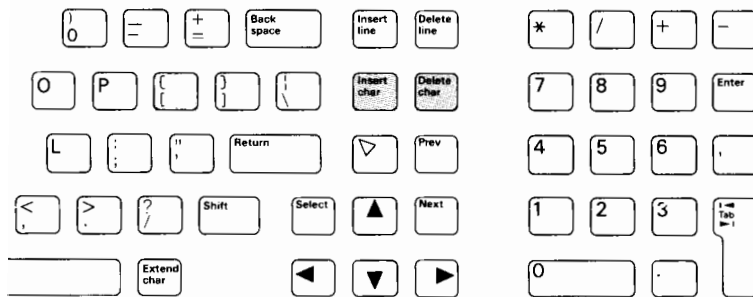 ) _ + Back Insert Delete * / + -
0 - = space line line
O P { } ¦ Insert Delete 7 8 9 Enter
[ ] \ char char
L : " Return Prev 4 5 6 ,
; '
< > ? Shift Select Next 1 2 3 Tab
, . /
Extend 0 .
char